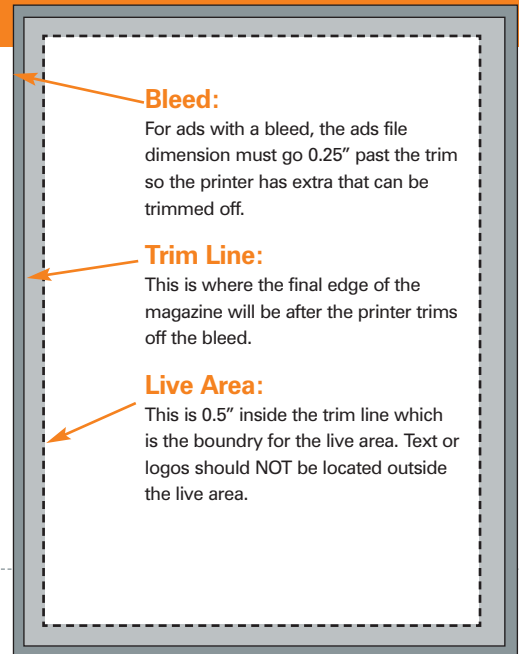 Bleed:
For ads with a bleed, the ads file
dimension must go 0.25” past the trim
so the printer has extra that can be
trimmed off.
Trim Line:
This is where the final edge of the
magazine will be after the printer trims
off the bleed.
Live Area:
This is 0.5” inside the trim line which
is the boundry for the live area. Text or
logos should NOT be located outside
the live area.